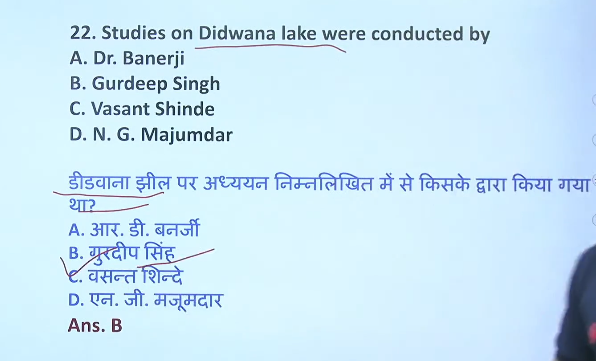 22. Studies on Didwana lake were conducted by
A. Dr. Banerji
B. Gurdeep Singh
C. Vasant Shinde
D. N. G. Majumdar
डीडवाना झील पर अध्ययन निम्नलिखित में से किसके द्वारा किया गया
था?
A. आर. डी. बनर्जी
B. गुरदीप सिंह
C. वसन्त शिन्दे
D. एन. जी. मजूमदार
Ans. B